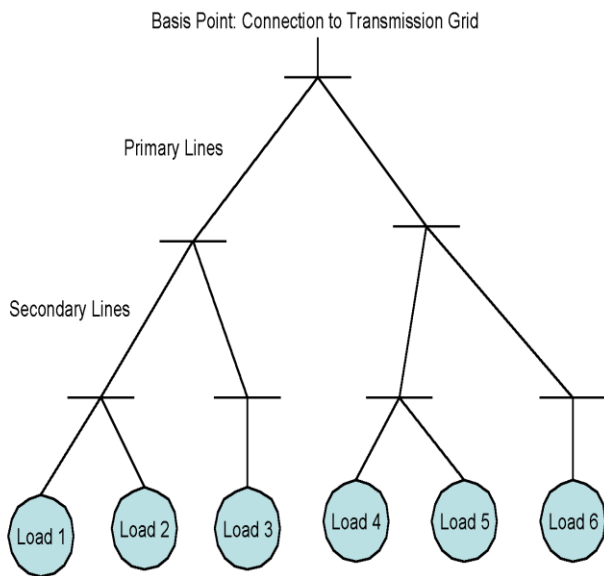 Basis Point: Connection to Transmission Grid
Primary Lines
Secondary Lines
Load 1
Load 2
Load 3
Load 4
Load 5
Load 6